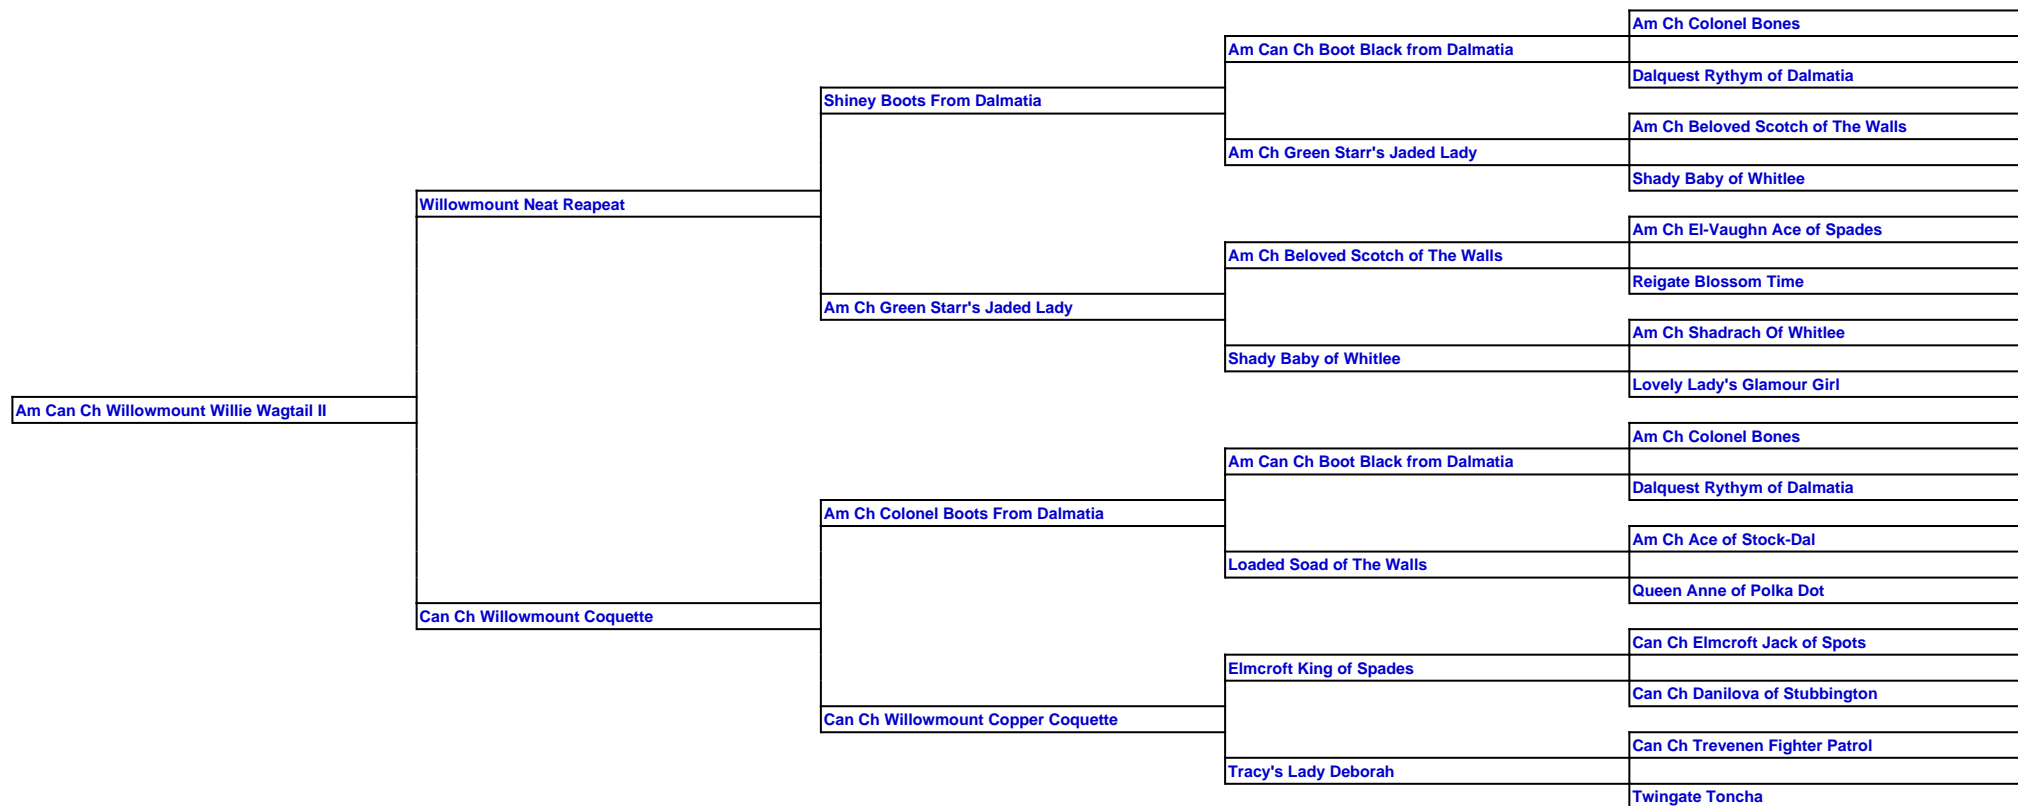 Am Ch Colonel Bones
Am Can Ch Boot Black from Dalmatia
Dalquest Rythym of Dalmatia
Shiney Boots From Dalmatia
Am Ch Beloved Scotch of The Walls
Am Ch Green Starr's Jaded Lady
Shady Baby of Whitlee
Willowmount Neat Reapeat
Am Ch El-Vaughn Ace of Spades
Am Ch Beloved Scotch of The Walls
Reigate Blossom Time
Am Ch Green Starr's Jaded Lady
Am Ch Shadrach Of Whitlee
Shady Baby of Whitlee
Lovely Lady's Glamour Girl
Am Can Ch Willowmount Willie Wagtail II
Am Ch Colonel Bones
Am Can Ch Boot Black from Dalmatia
Dalquest Rythym of Dalmatia
Am Ch Colonel Boots From Dalmatia
Am Ch Ace of Stock-Dal
Loaded Soad of The Walls
Queen Anne of Polka Dot
Can Ch Willowmount Coquette
Can Ch Elmcroft Jack of Spots
Elmcroft King of Spades
Can Ch Danilova of Stubbington
Can Ch Willowmount Copper Coquette
Can Ch Trevenen Fighter Patrol
Tracy's Lady Deborah
Twingate Toncha